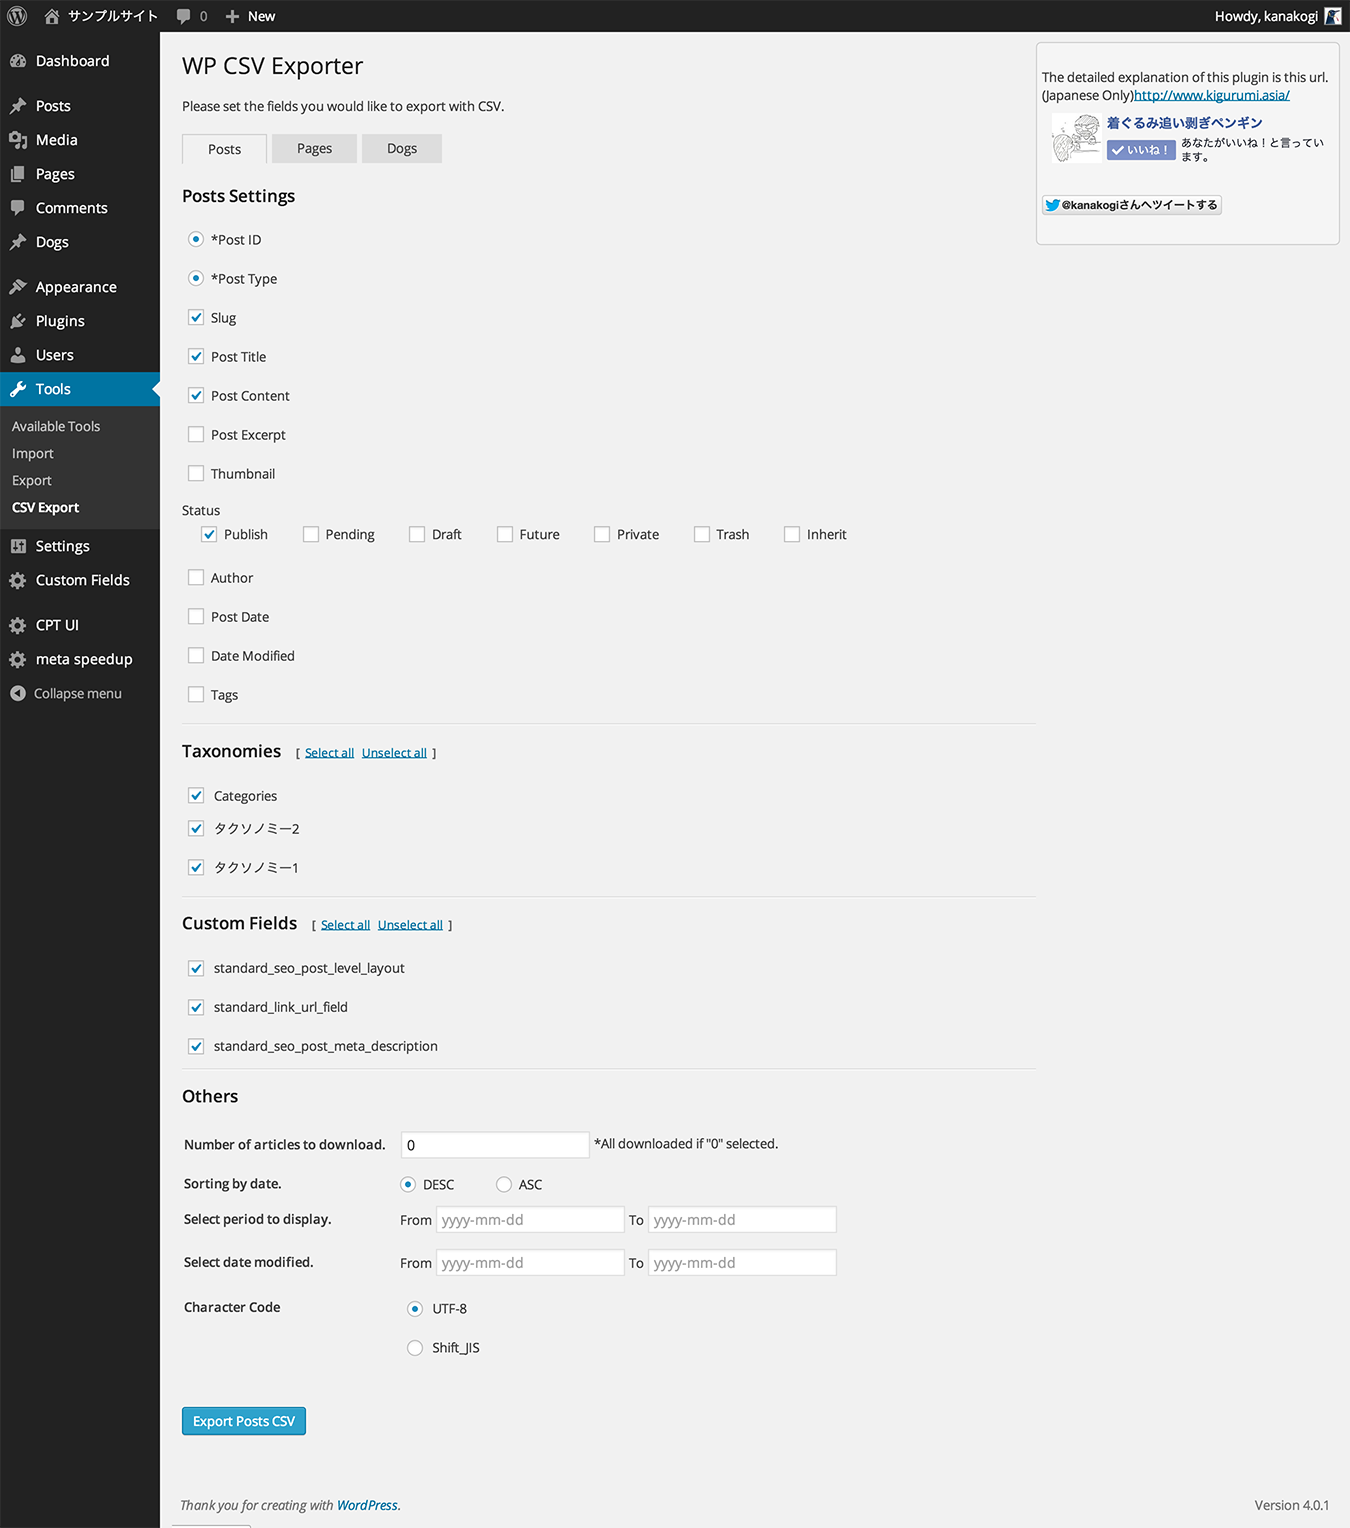 サンプルサイト 0 New Howdy, kanakogi
Dashboard
Posts
Media
Pages
Comments
Dogs
Appearance
Plugins
Users
Tools
Available Tools
Import
Export
CSV Export
Settings
Custom Fields
CPT UI
meta speedup
Collapse menu
WP CSV Exporter
Please set the fields you would like to export with CSV.
Posts Pages Dogs
Posts Settings
*Post ID
*Post Type
Slug
Post Title
Post Content
Post Excerpt
Thumbnail
Status
Publish Pending Draft Future Private Trash Inherit
Author
Post Date
Date Modified
Tags
Taxonomies [ Select all Unselect all ]
Categories
タクソノミー2
タクソノミー1
Custom Fields [ Select all Unselect all ]
standard_seo_post_level_layout
standard_link_url_field
standard_seo_post_meta_description
Others
Number of articles to download. 0 *All downloaded if "0" selected.
Sorting by date. DESC ASC
Select period to display. From yyyy-mm-dd To yyyy-mm-dd
Select date modified. From yyyy-mm-dd To yyyy-mm-dd
Character Code UTF-8
Shift_JIS
Export Posts CSV
The detailed explanation of this plugin is this url.
(Japanese Only)http://www.kigurumi.asia/
着ぐるみ追い剥ぎペンギン
いいね！ あなたがいいね！と言ってい
ます。
@kanakogiさんへツイートする
Thank you for creating with WordPress. Version 4.0.1